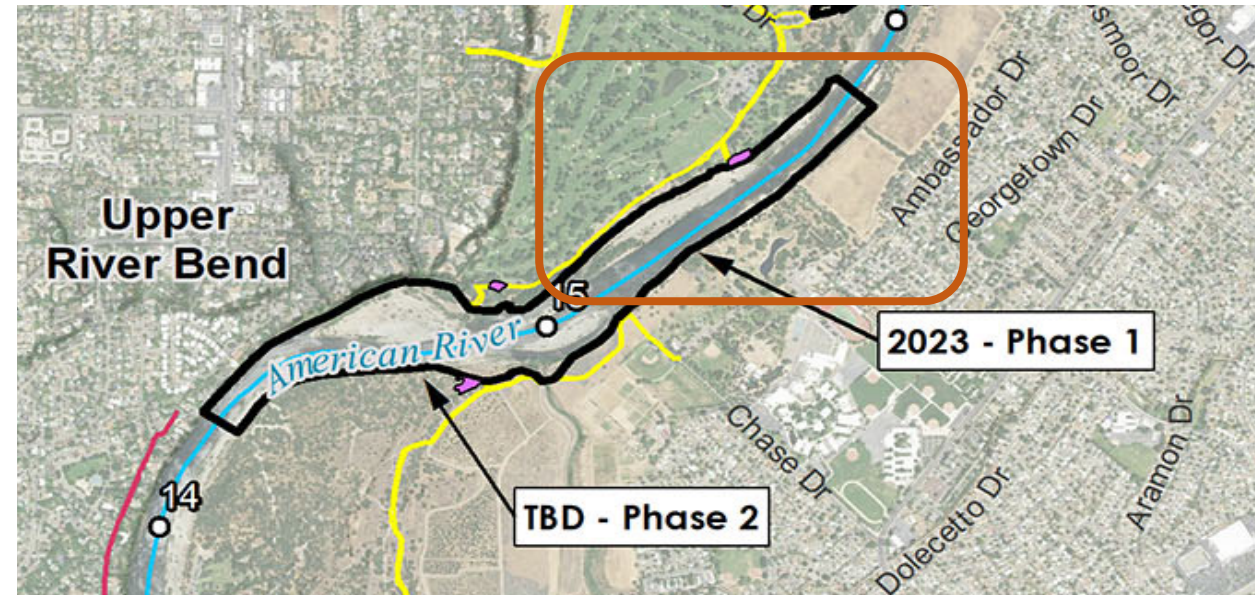 Dr
Ambassador Dr
Georgetown Dr
Upper
River Bend
15
American River
2023 - Phase 1
Chase Dr
14
TBD - Phase 2
Dolecetto Dr
Aramon Dr